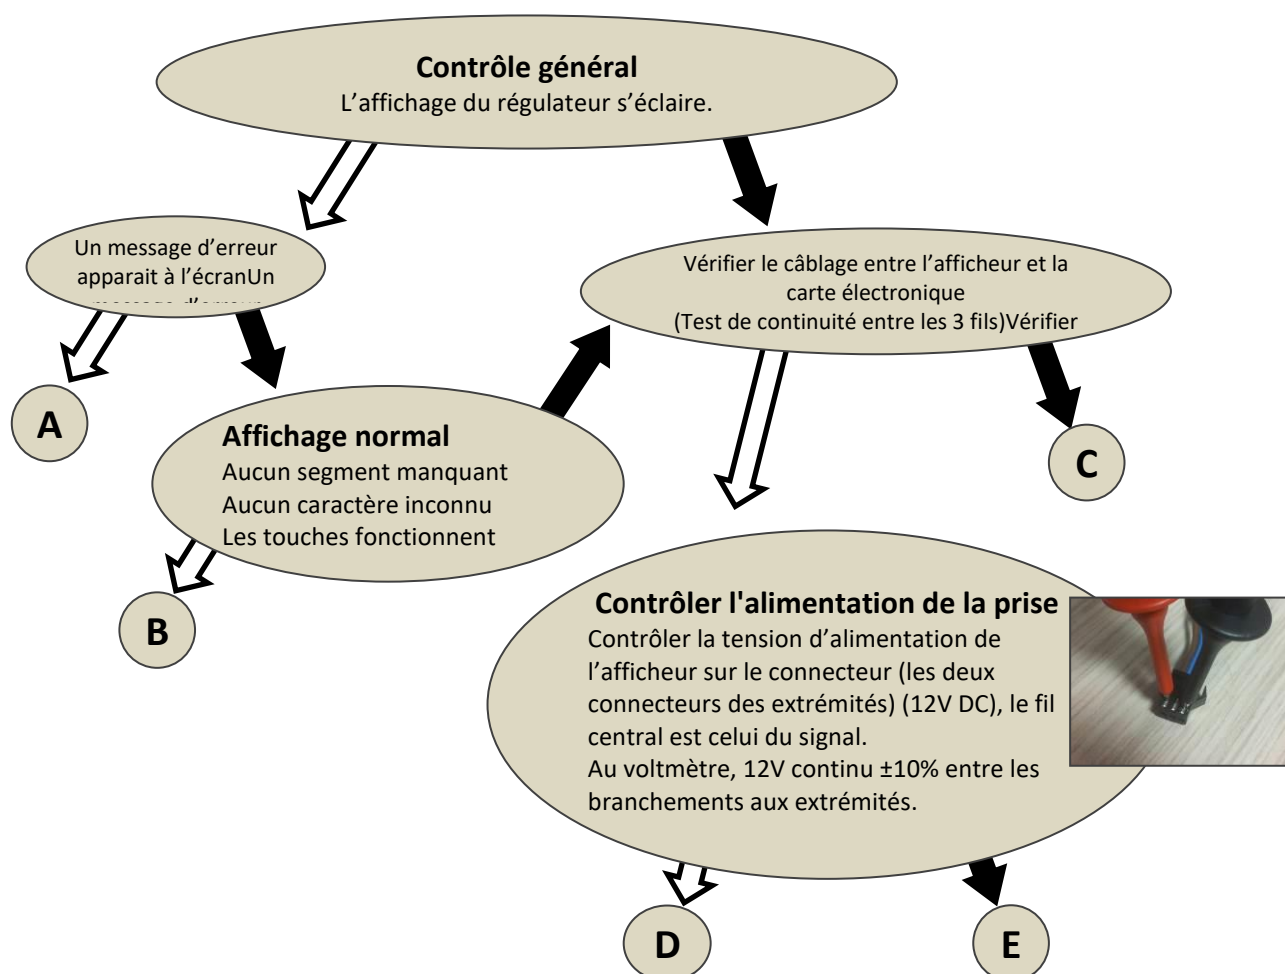 Contrôle général
L’affichage du régulateur s’éclaire.
Un message d’erreur
apparait à l’écranUn
message d’erreur
Vérifier le câblage entre l’afficheur et la
carte électronique
(Test de continuité entre les 3 fils)Vérifier
A
Affichage normal
Aucun segment manquant
Aucun caractère inconnu
Les touches fonctionnent
C
B
Contrôler l'alimentation de la prise
Contrôler la tension d’alimentation de
l’afficheur sur le connecteur (les deux
connecteurs des extrémités) (12V DC), le fil
central est celui du signal.
Au voltmètre, 12V continu ±10% entre les
branchements aux extrémités.
D
E